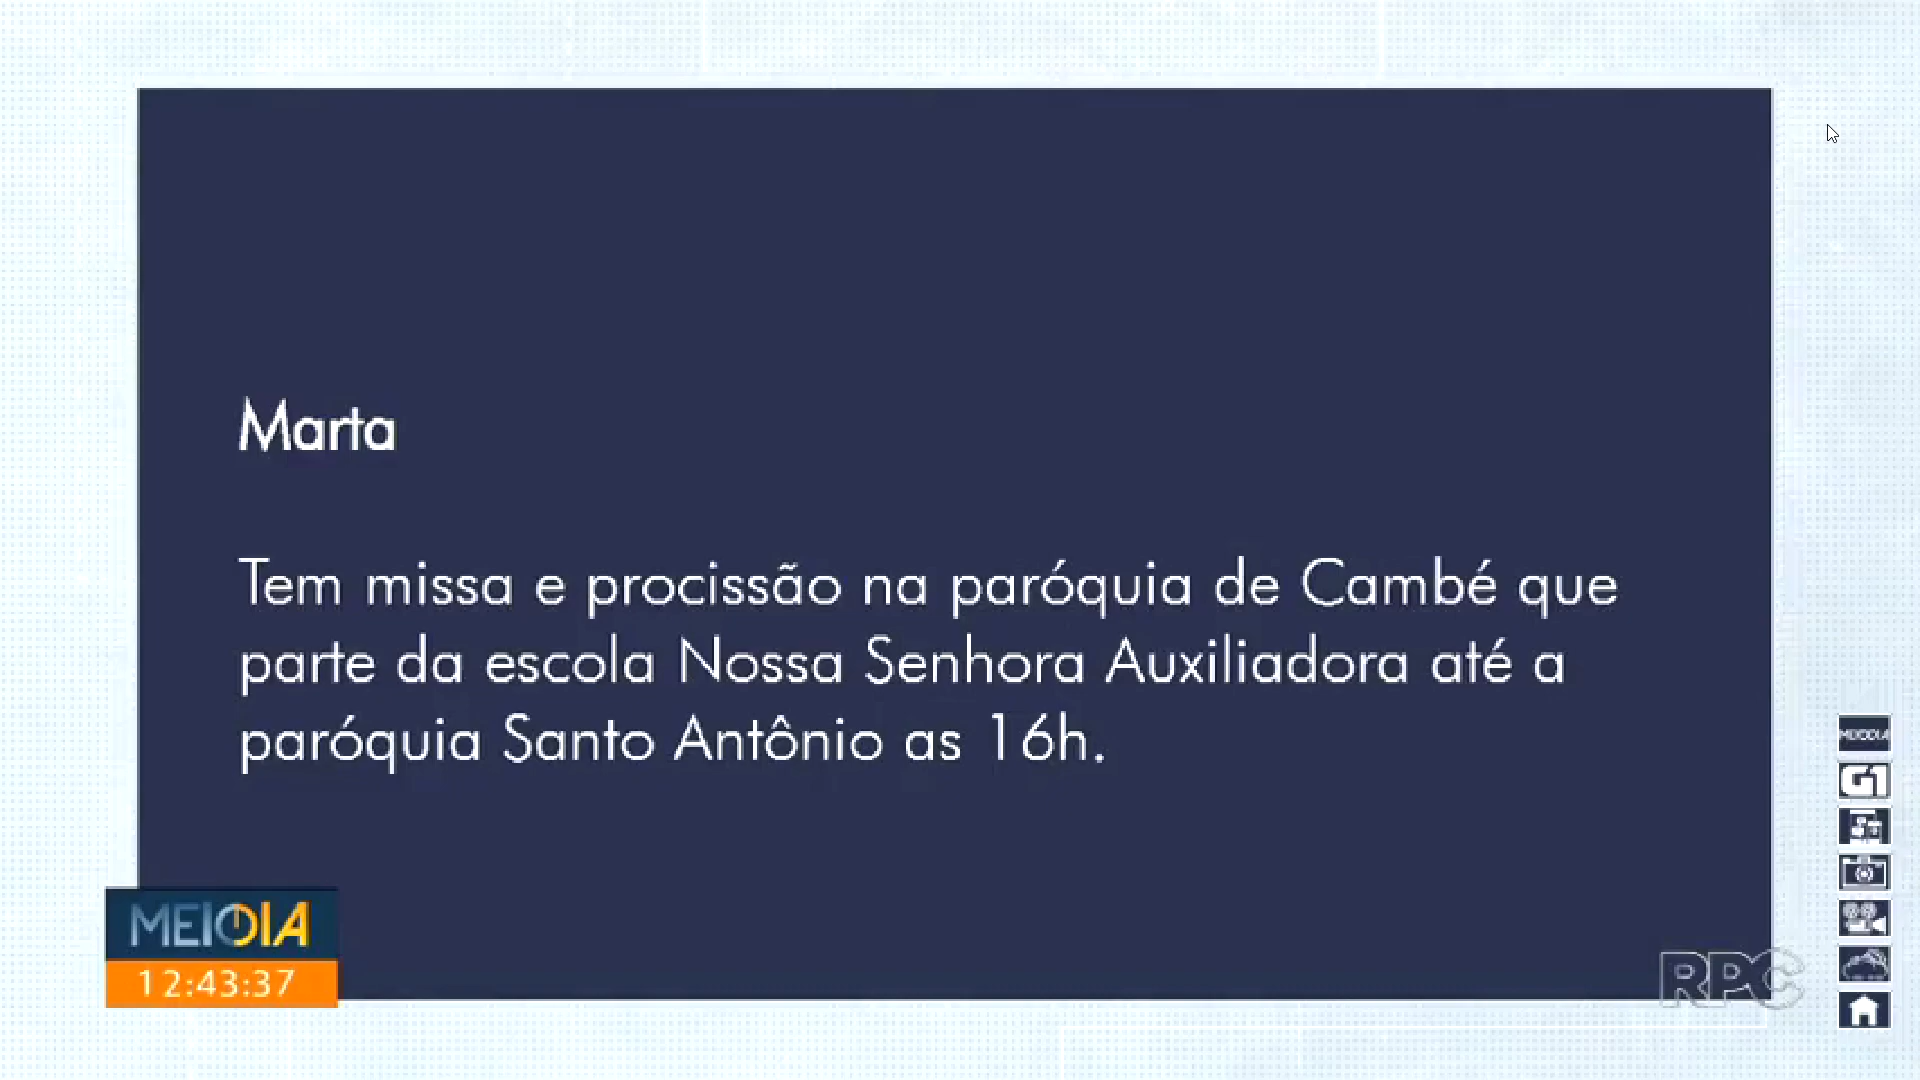 Marta
Tem missa e procissão na paróquia de Cambé que
parte da escola Nossa Senhora Auxiliadora até a
paróquia Santo Antônio as 16h.
MEIODIA
G1
MEIODIA
12:43:37
RPC